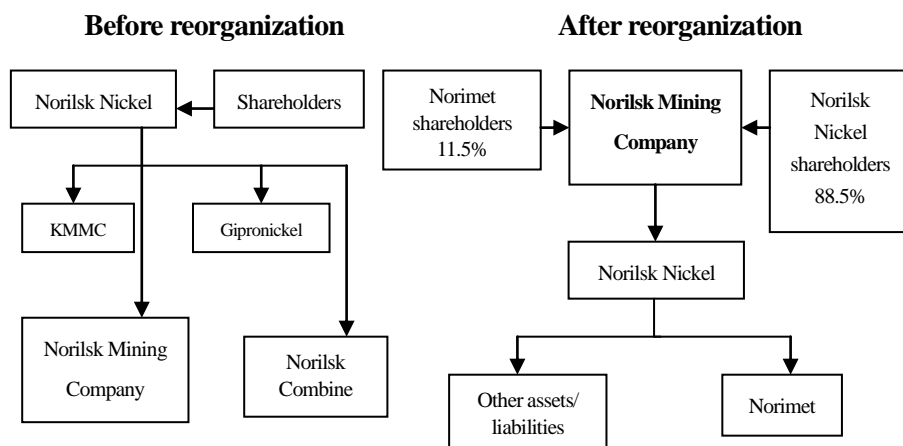 Before reorganization
Norilsk Nickel
Shareholders
KMMC
Gipronickel
Norilsk Mining
Company
Norilsk
Combine
After reorganization
Norimet
shareholders
11.5%
Norilsk Mining
Company
Norilsk
Nickel
shareholders
88.5%
Norilsk Nickel
Other assets/
liabilities
Norimet